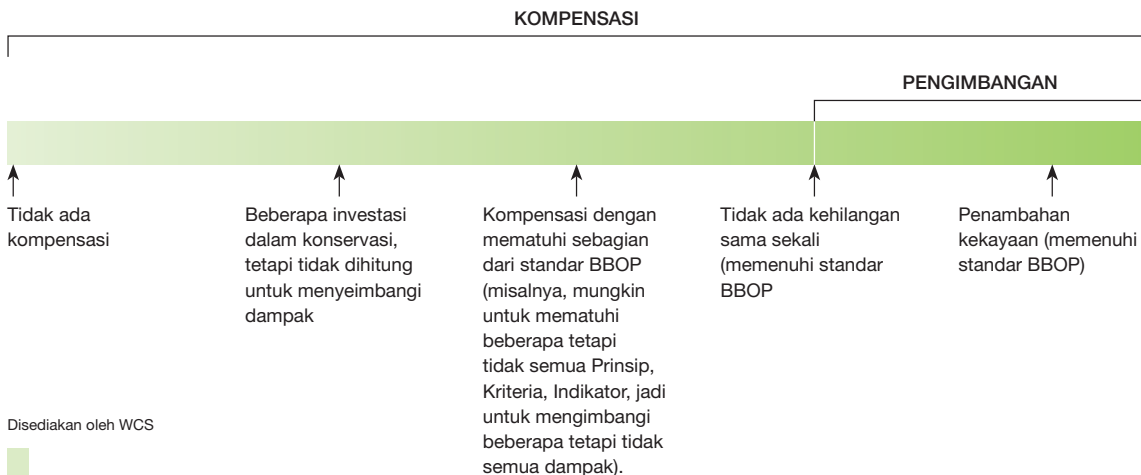 KOMPENSASI
PENGIMBANGAN
Tidak ada
kompensasi
Beberapa investasi
dalam konservasi,
tetapi tidak dihitung
untuk menyeimbangi
dampak
Kompensasi dengan
mematuhi sebagian
dari standar BBOP
(misalnya, mungkin
untuk mematuhi
beberapa tetapi
tidak semua Prinsip,
Kriteria, Indikator, jadi
untuk mengimbangi
beberapa tetapi tidak
semua dampak).
Tidak ada kehilangan
sama sekali
(memenuhi standar
BBOP
Penambahan
kekayaan (memenuhi
standar BBOP)
Disediakan oleh WCS